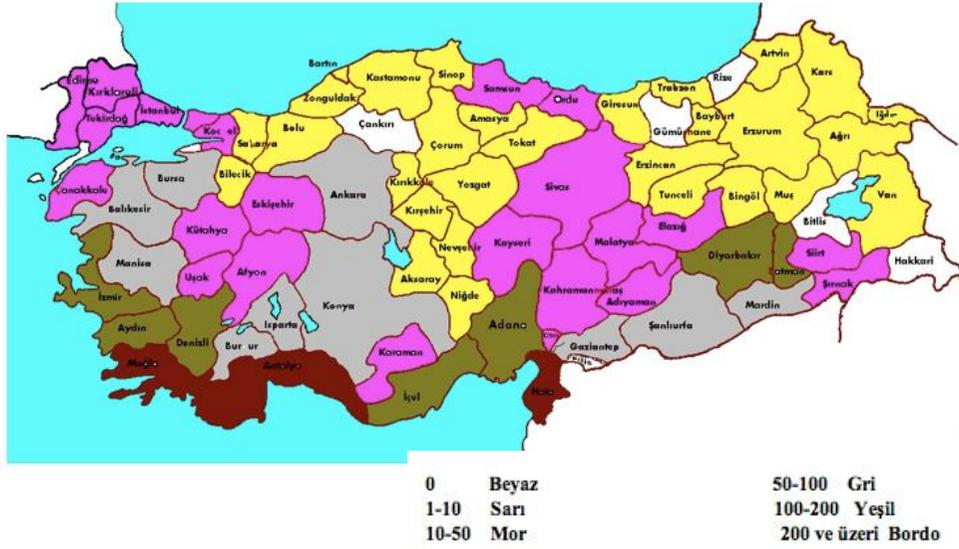 Artvin
Bartın
Kastamonu
Sinop
Rize
Kars
Edirne
Kırklareli
Samsun
Ordu
Giresun
Trabzon
Zonguldak
İstanbul
Tekirdağ
Çankırı
Amasya
Gümürhane
Bayburt
Iğdır
Bolu
Sakarya
Çorum
Tokat
Erzurum
Ağrı
Çanakkale
Bursa
Bilecik
Ankara
Kırıkkale
Yozgat
Sivas
Erzincan
Tunceli
Bingöl
Muş
Van
Balıkesir
Eskişehir
Kırşehir
Bitlis
Kütahya
Nevşehir
Kayseri
Malatya
Elazığ
Manisa
Uşak
Afyon
Aksaray
Diyarbakır
Batman
Siirt
Hakkari
İzmir
Konya
Niğde
Kahramanmaraş
Adıyaman
Şırnak
Aydın
Denizli
Isparta
Adana
Mardin
Şanlıurfa
Burdur
Karaman
Gaziantep
Muğla
Antalya
İçel
Hatay
0 Beyaz 50-100 Gri
1-10 Sarı 100-200 Yeşil
10-50 Mor 200 ve üzeri Bordo